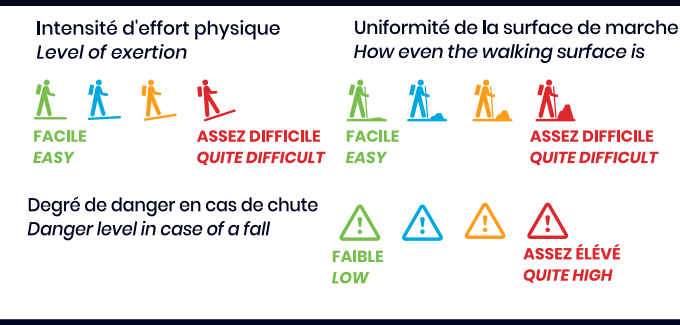 Intensité d'effort physique
Level of exertion
FACILE
EASY
ASSEZ DIFFICILE
QUITE DIFFICULT
Uniformité de la surface de marche
How even the walking surface is
FACILE
EASY
ASSEZ DIFFICILE
QUITE DIFFICULT
Degré de danger en cas de chute
Danger level in case of a fall
FAIBLE
LOW
ASSEZ ÉLÉVÉ
QUITE HIGH